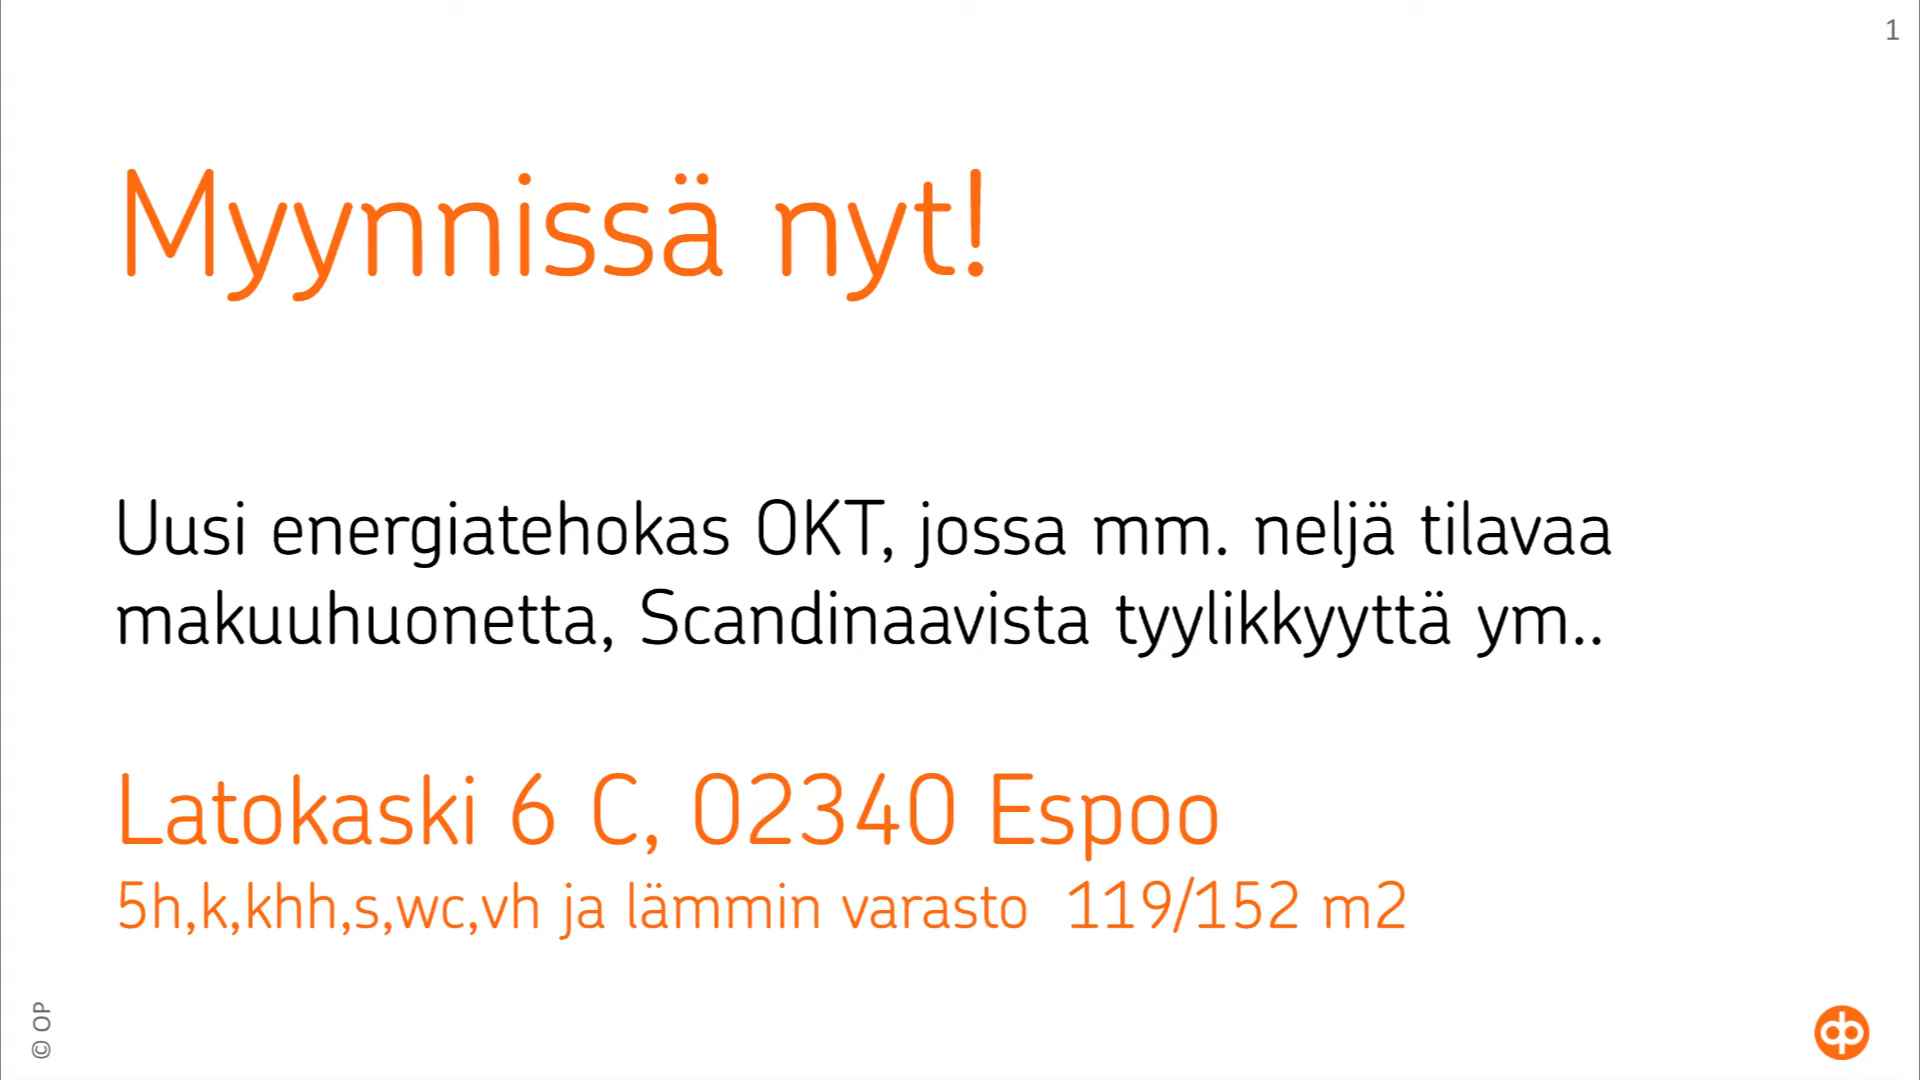 1
Myynnissä nyt!
Uusi energiatehokas OKT, jossa mm. neljä tilavaa
makuuhuonetta, Scandinaavista tyylikkyyttä ym..
Latokaski 6 C, 02340 Espoo
5h,k,khh,s,wc,vh ja lämmin varasto 119/152 m2
© OP